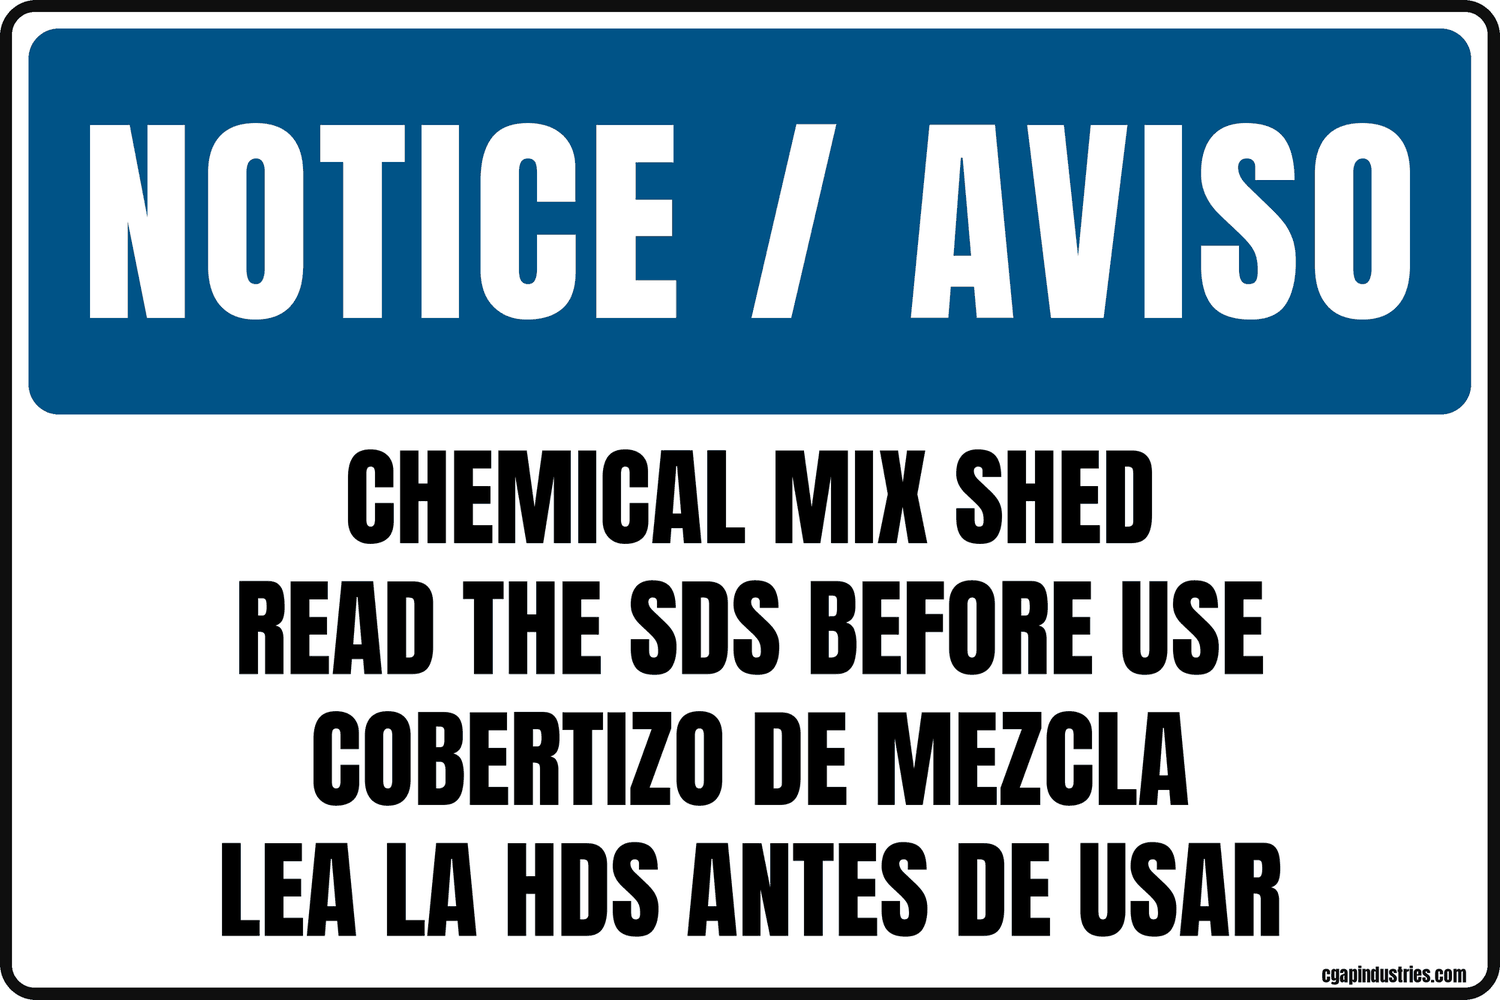 NOTICE / AVISO
CHEMICAL MIX SHED
READ THE SDS BEFORE USE
COBERTIZO DE MEZCLA
LEA LA HDS ANTES DE USAR
cgapindustries.com